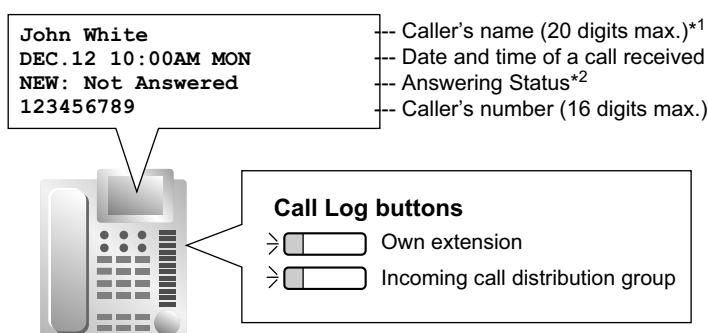 John White --- Caller's name (20 digits max.)*1
DEC.12 10:00AM MON --- Date and time of a call received
NEW: Not Answered --- Answering Status*2
123456789 --- Caller's number (16 digits max.)
Call Log buttons
Own extension
Incoming call distribution group